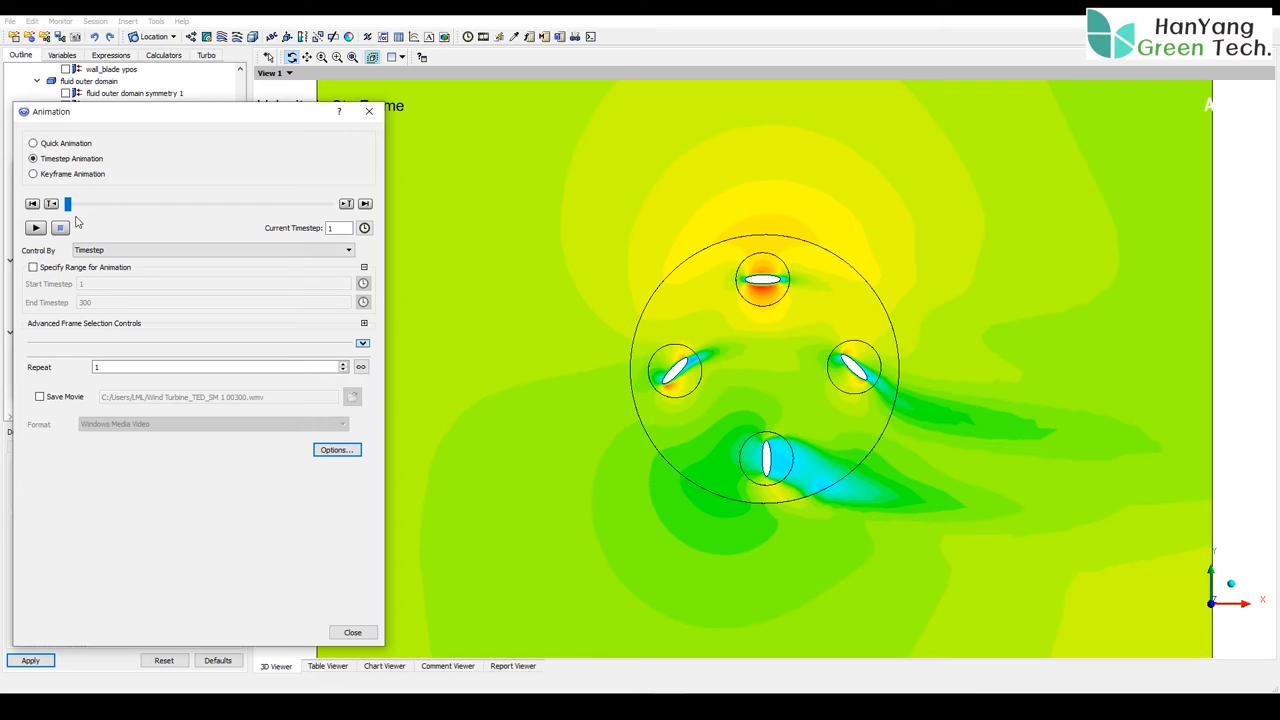 File Edit Monitor Session Insert Tools Help
HanYang
Green Tech.
Location
Outline Variables Expressions Calculators Turbo
wall_blade ypos
fluid outer domain
fluid outer domain symmetry 1
View 1
Frame
A
Animation
?
Quick Animation
Timestep Animation
Keyframe Animation
Current Timestep: 1
Control By Timestep
Specify Range for Animation
Start Timestep 1
End Timestep 300
Advanced Frame Selection Controls
Repeat 1
Save Movie C:/Users/LML/Wind Turbine_TED_SM 1 00300.wmv
Format Windows Media Video
Options...
Close
Apply Reset Defaults
Y
Z
X
3D Viewer Table Viewer Chart Viewer Comment Viewer Report Viewer